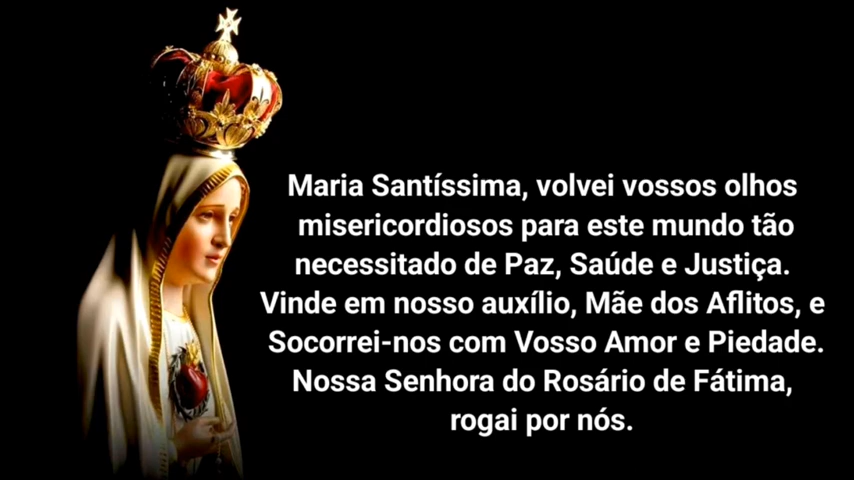 Maria Santíssima, volvei vossos olhos
misericordiosos para este mundo tão
necessitado de Paz, Saúde e Justiça.
Vinde em nosso auxílio, Mãe dos Aflitos, e
Socorrei-nos com Vosso Amor e Piedade.
Nossa Senhora do Rosário de Fátima,
rogai por nós.